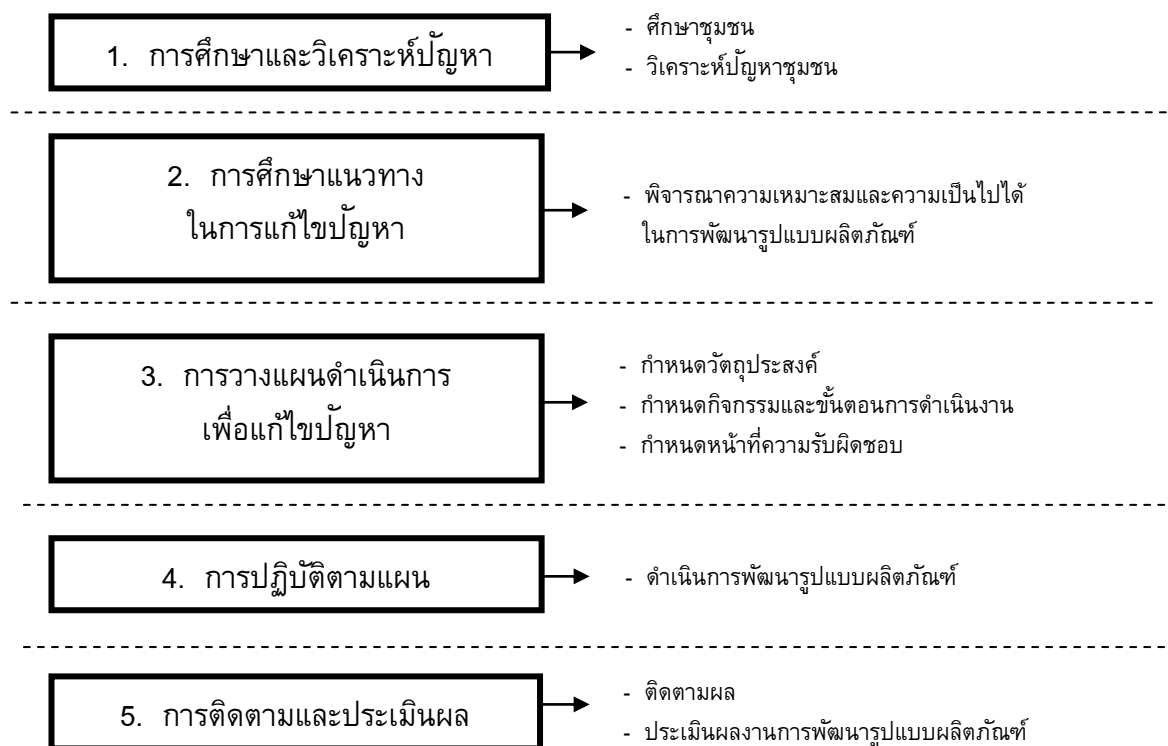 1. การศึกษาและวิเคราะห์ปัญหา
- ศึกษาชุมชน
- วิเคราะห์ปัญหาชุมชน
2. การศึกษาแนวทาง
ในการแก้ไขปัญหา
- พิจารณาความเหมาะสมและความเป็นไปได้
ในการพัฒนารูปแบบผลิตภัณฑ์
3. การวางแผนดำเนินการ
เพื่อแก้ไขปัญหา
- กำหนดวัตถุประสงค์
- กำหนดกิจกรรมและขั้นตอนการดำเนินงาน
- กำหนดหน้าที่ความรับผิดชอบ
4. การปฏิบัติตามแผน
- ดำเนินการพัฒนารูปแบบผลิตภัณฑ์
5. การติดตามและประเมินผล
- ติดตามผล
- ประเมินผลงานการพัฒนารูปแบบผลิตภัณฑ์